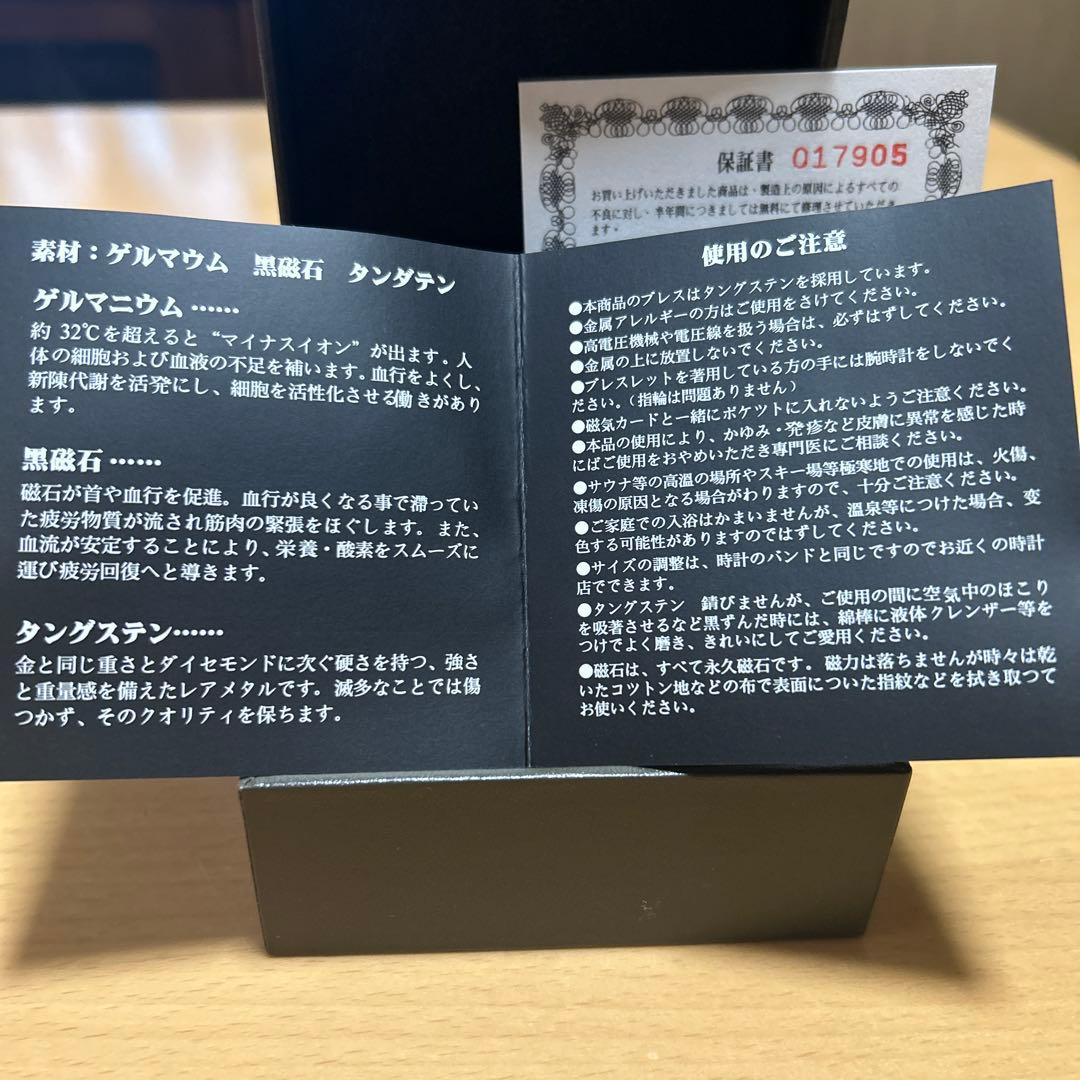 保証書 017905
お買い上げいただきました商品は、製造上の原因によるすべての
不良に対し、半年間につきましては無料にて修理させていただき
ます。
素材：ゲルマウム 黒磁石 タンダテン
ゲルマニウム……
約 32℃を超えると“マイナスイオン”が出ます。人
体の細胞および血液の不足を補います。血行をよくし、
新陳代謝を活発にし、細胞を活性化させる働きがあり
ます。
黒磁石……
磁石が首や血行を促進。血行が良くなる事で滞ってい
た疲労物質が流され筋肉の緊張をほぐします。また、
血流が安定することにより、栄養・酸素をスムーズに
運び疲労回復へと導きます。
タングステン……
金と同じ重さとダイセモンドに次ぐ硬さを持つ、強さ
と重量感を備えたレアメタルです。滅多なことでは傷
つかず、そのクオリティを保ちます。
使用のご注意
●本商品のブレスはタングステンを採用しています。
●金属アレルギーの方はご使用をさけてください。
●高電圧機械や電圧線を扱う場合は、必ずはずしてください。
●金属の上に放置しないでください。
●ブレスレットを着用している方の手には腕時計をしないでく
ださい。（指輪は問題ありません）
●磁気カードと一緒にポケツトに入れないようご注意ください。
●本品の使用により、かゆみ・発疹など皮膚に異常を感じた時
にばご使用をおやめいただき専門医にご相談ください。
●サウナ等の高温の場所やスキー場等極寒地での使用は、火傷、
凍傷の原因となる場合がわりますので、十分ご注意ください。
●ご家庭での入浴はかまいませんが、温泉等につけた場合、変
色する可能性がありますのではずしてください。
●サイズの調整は、時計のバンドと同じですのでお近くの時計
店でできます。
●タングステン 錆びませんが、ご使用の間に空気中のほこり
を吸著させるなど黒ずんだ時には、綿棒に液体クレンザー等を
つけてよく磨き、きれいにしてご愛用ください。
●磁石は、すべて永久磁石です。磁力は落ちませんが時々は乾
いたコツトン地などの布で表面についた指紋などを拭き取つて
お使いください。